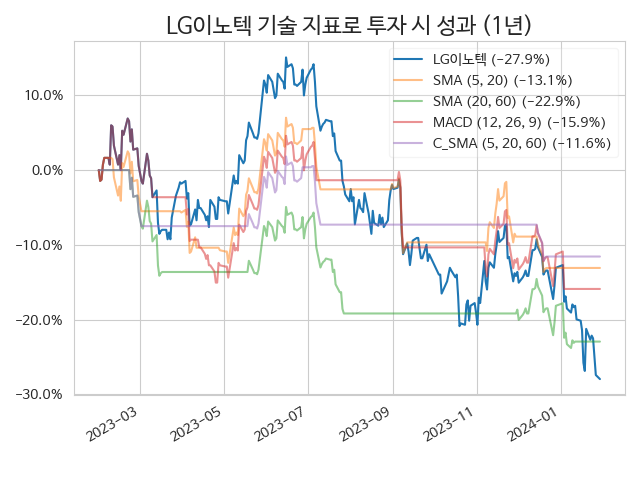 LG이노텍 기술 지표로 투자 시 성과 (1년)
LG이노텍 (−27.9%)
SMA (5, 20) (−13.1%)
SMA (20, 60) (−22.9%)
MACD (12, 26, 9) (−15.9%)
C_SMA (5, 20, 60) (−11.6%)
10.0%
0.0%
−10.0%
−20.0%
−30.0%
2023−03
2023−05
2023−07
2023−09
2023−11
2024−01